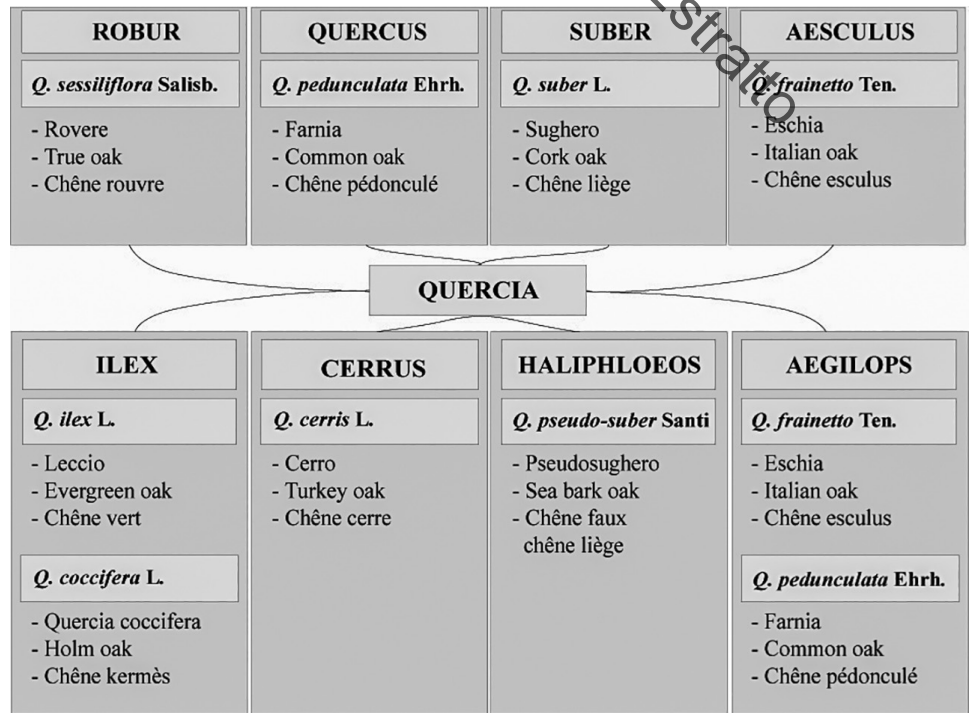 ROBUR
Q. sessiliflora Salisb.
- Rovere
- True oak
- Chêne rouvre
QUERCUS
Q. pedunculata Ehrh.
- Farnia
- Common oak
- Chêne pédonculé
SUBER
Q. suber L.
- Sughero
- Cork oak
- Chêne liège
AESCULUS
Q. frainetto Ten.
- Eschia
- Italian oak
- Chêne esculus
Estratto
QUERCIA
ILEX
Q. ilex L.
- Leccio
- Evergreen oak
- Chêne vert
Q. coccifera L.
- Quercia coccifera
- Holm oak
- Chêne kermès
CERRUS
Q. cerris L.
- Cerro
- Turkey oak
- Chêne cerre
HALIPHLOEOS
Q. pseudo-suber Santi
- Pseudosughero
- Sea bark oak
- Chêne faux
chêne liège
AEGILOPS
Q. frainetto Ten.
- Eschia
- Italian oak
- Chêne esculus
Q. pedunculata Ehrh.
- Farnia
- Common oak
- Chêne pédonculé